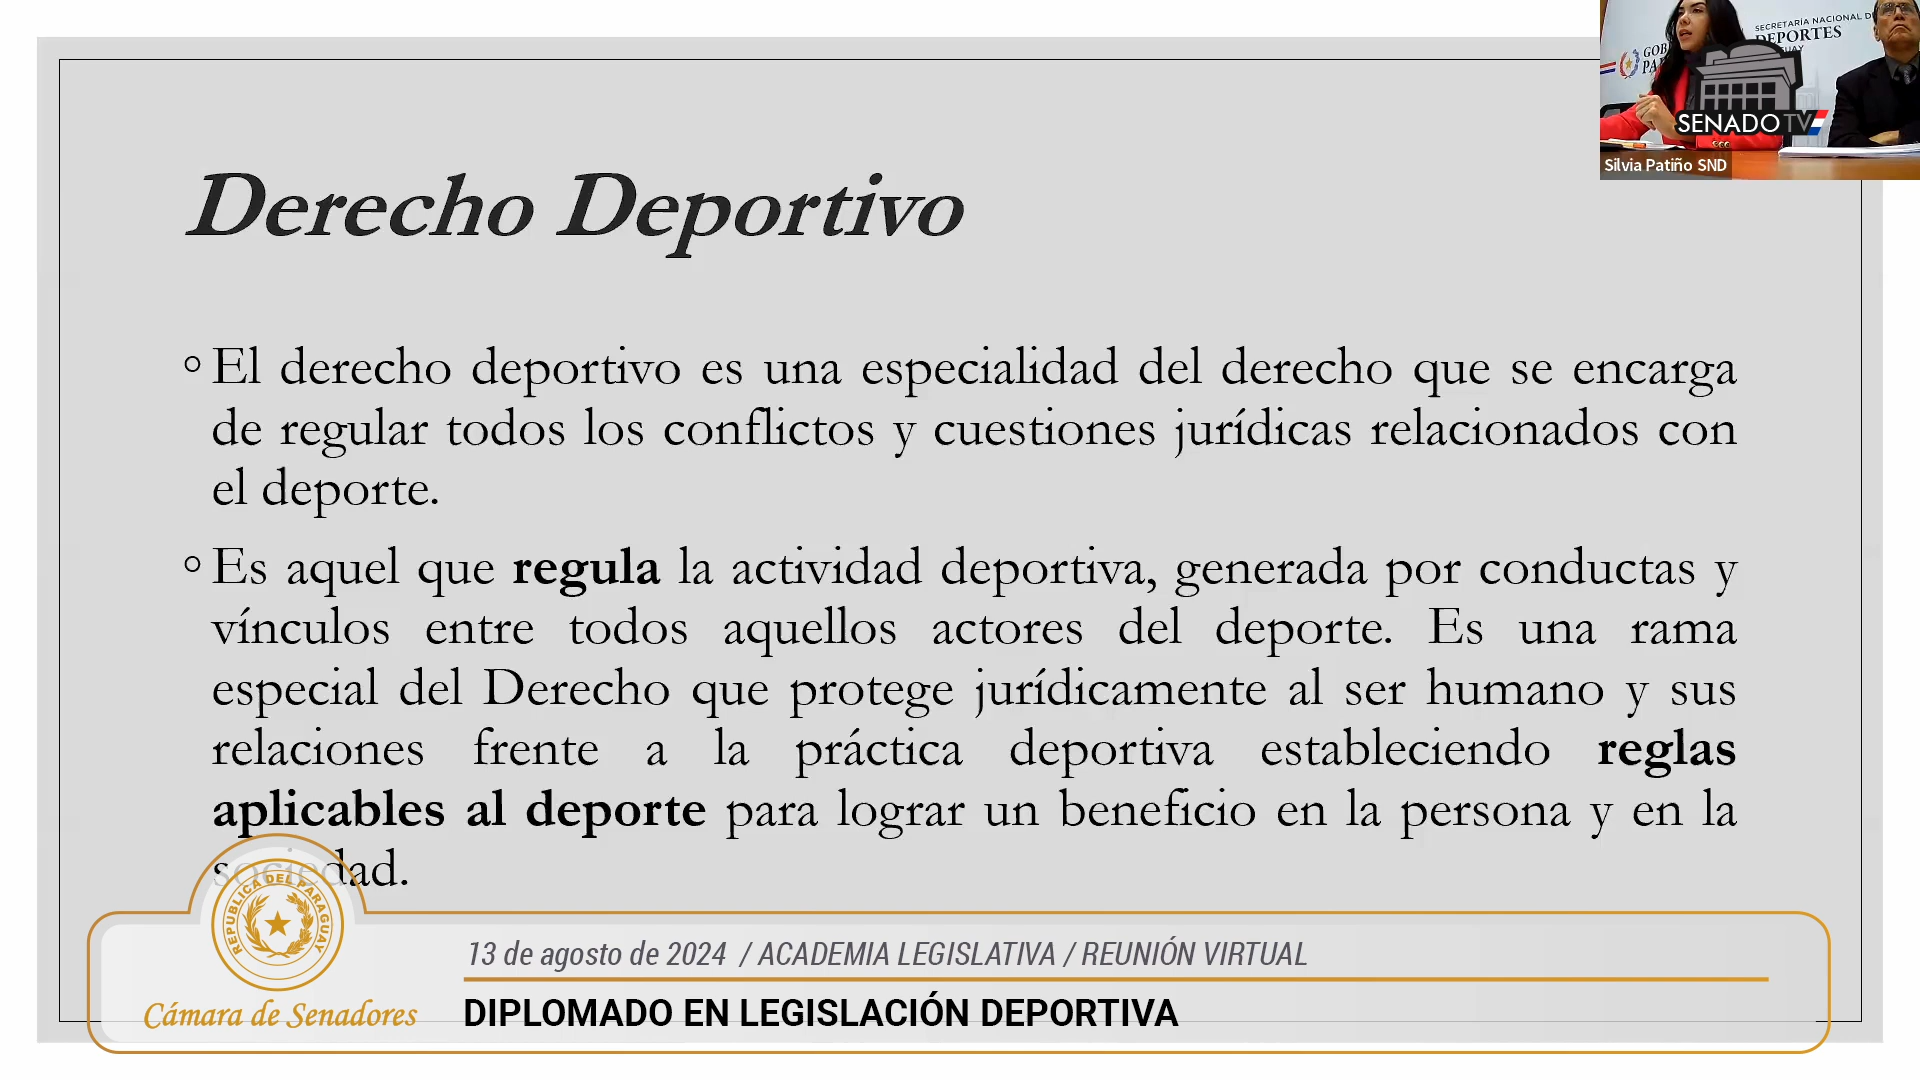 SECRETARÍA NACIONAL D
DEPORTES
GOB
PA
UAY
SENADO TV
Silvia Patiño SND
Derecho Deportivo
El derecho deportivo es una especialidad del derecho que se encarga
de regular todos los conflictos y cuestiones jurídicas relacionados con
el deporte.
Es aquel que regula la actividad deportiva, generada por conductas y
vínculos entre todos aquellos actores del deporte. Es una rama
especial del Derecho que protege jurídicamente al ser humano y sus
relaciones frente a la práctica deportiva estableciendo reglas
aplicables al deporte para lograr un beneficio en la persona y en la
sociedad.
REPUBLICA DEL PARAGUAY
13 de agosto de 2024 / ACADEMIA LEGISLATIVA / REUNIÓN VIRTUAL
Cámara de Senadores
DIPLOMADO EN LEGISLACIÓN DEPORTIVA